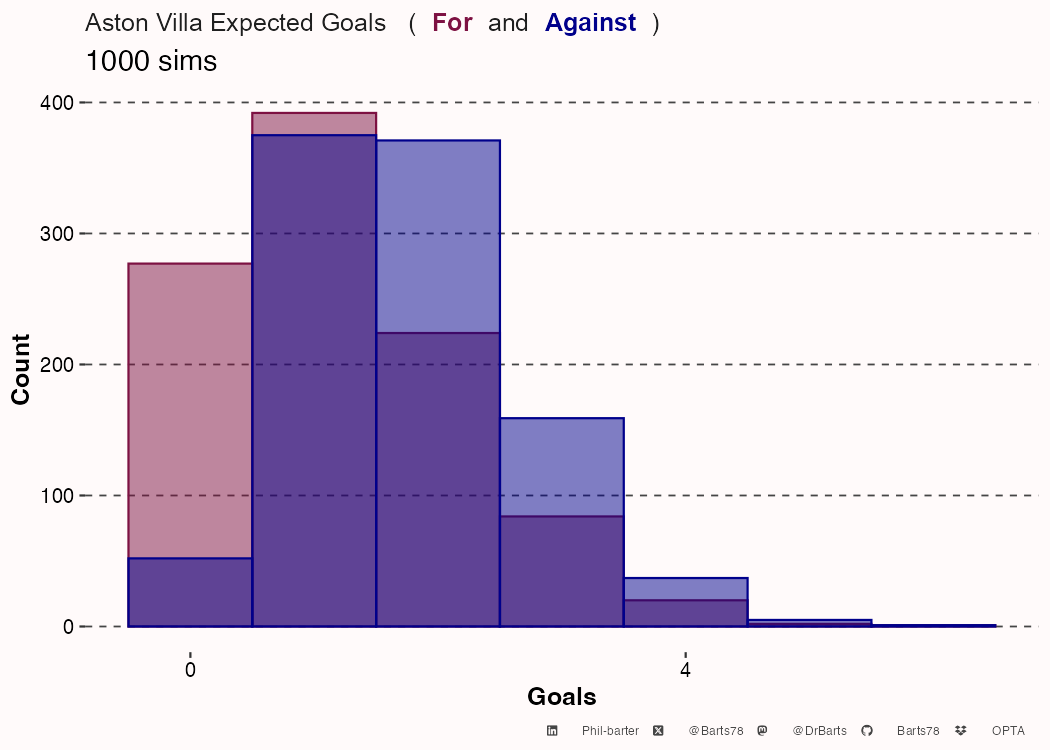 Aston Villa Expected Goals ( For and Against )
1000 sims
400
300
200
100
0
Count
0 4
Goals
Phil-barter @Barts78 @DrBarts Barts78 OPTA